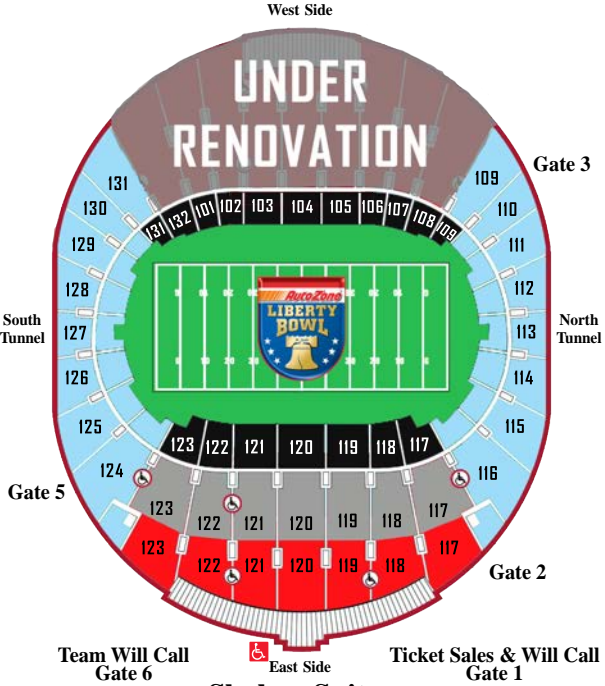 West Side
UNDER
RENOVATION
Gate 3
131
109
130
110
129
111
128
112
South
Tunnel
127
113
North
Tunnel
126
114
125
115
124
116
131 132 101 102 103 104 105 106 107 108 109
AutoZone
LIBERTY
BOWL
123 122 121 120 119 118 117
123 122 121 120 119 118 117
123 122 121 120 119 118 117
Gate 5
Gate 2
Team Will Call
Gate 6
East Side
Ticket Sales & Will Call
Gate 1